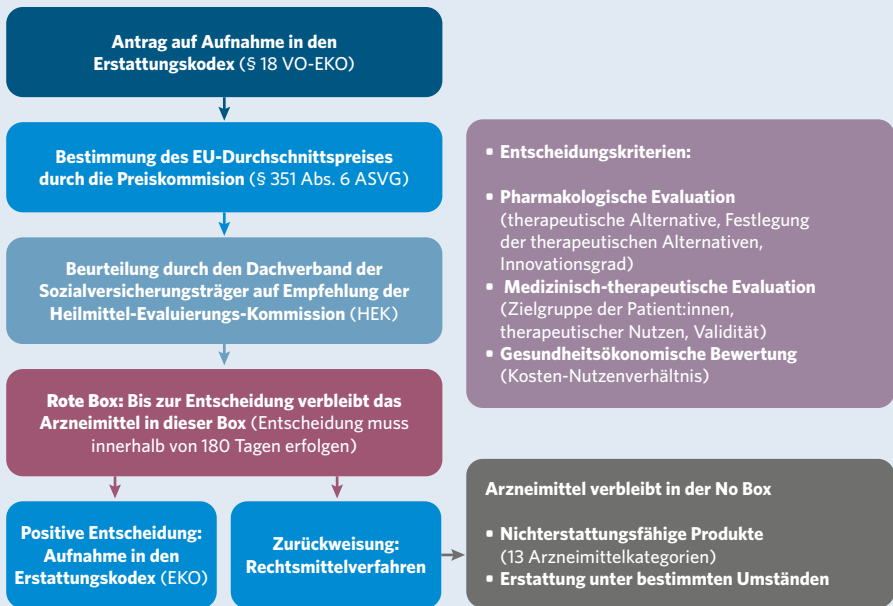 Antrag auf Aufnahme in den
Erstattungskodex (§ 18 VO-EKO)
Bestimmung des EU-Durchschnittspreises
durch die Preiskommision (§ 351 Abs. 6 ASVG)
Beurteilung durch den Dachverband der
Sozialversicherungsträger auf Empfehlung der
Heilmittel-Evaluierungs-Kommission (HEK)
Rote Box: Bis zur Entscheidung verbleibt das
Arzneimittel in dieser Box (Entscheidung muss
innerhalb von 180 Tagen erfolgen)
Positive Entscheidung:
Aufnahme in den
Erstattungskodex (EKO)
Zurückweisung:
Rechtsmittelverfahren
• Entscheidungskriterien:
• Pharmakologische Evaluation
(therapeutische Alternative, Festlegung
der therapeutischen Alternativen,
Innovationsgrad)
• Medizinisch-therapeutische Evaluation
(Zielgruppe der Patient:innen,
therapeutischer Nutzen, Validität)
• Gesundheitsökonomische Bewertung
(Kosten-Nutzenverhältnis)
Arzneimittel verbleibt in der No Box
• Nichterstattungsfähige Produkte
(13 Arzneimittelkategorien)
• Erstattung unter bestimmten Umständen